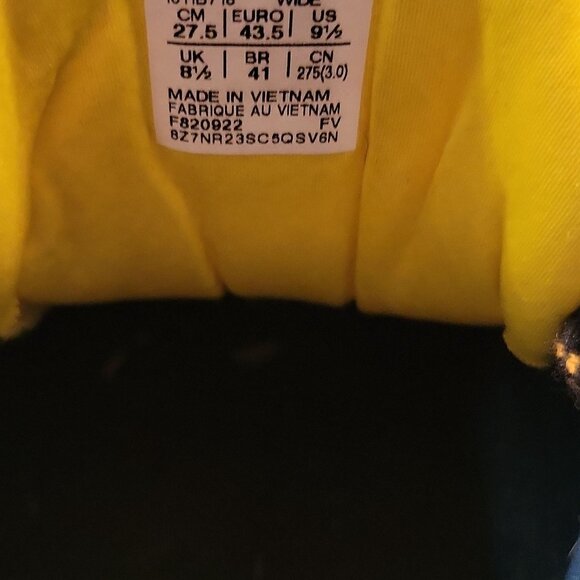 WIDE
CM | EURO | US
27.5 | 43.5 | 9½
UK | BR | CN
8½ | 41 | 275(3.0)
MADE IN VIETNAM
FABRIQUE AU VIETNAM
F820922 FV
8Z7NR23SC5QSV6N